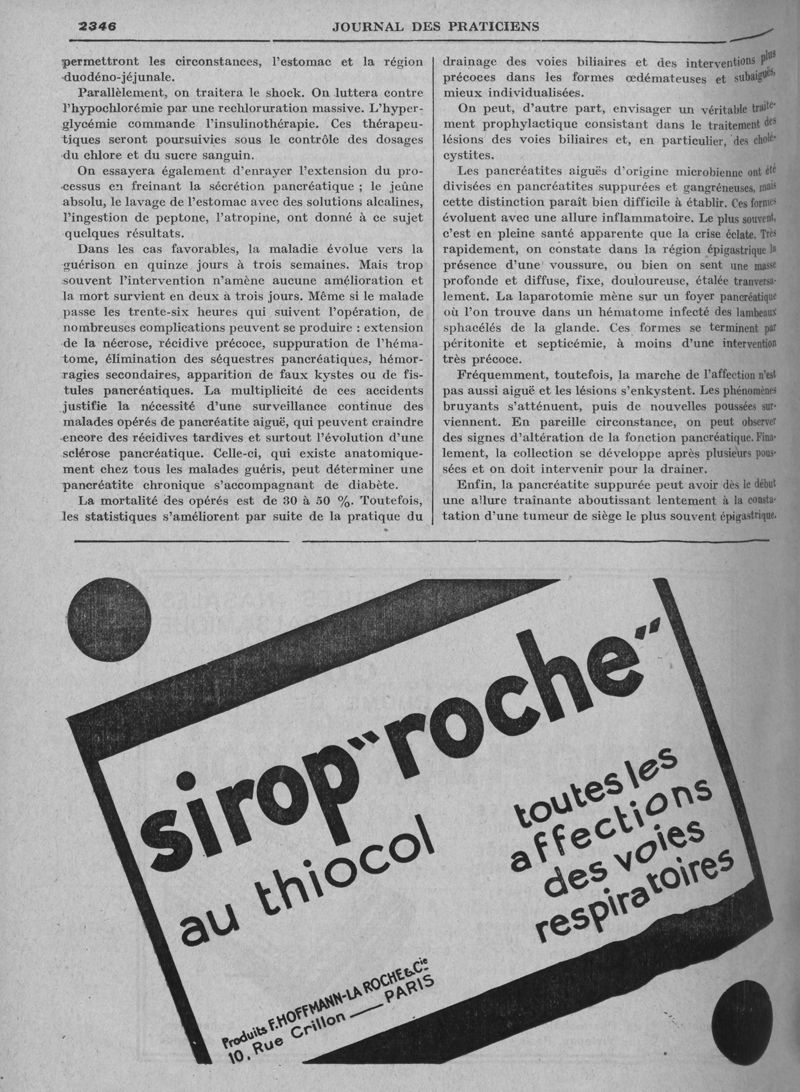 2346
JOURNAL DES PRATICIENS
permettront les circonstances, l'estomac et la région
duodéno-jéjunale.
Parallèlement, on traitera le shock. On luttera contre
l'hypochlorémie par une rechloruration massive. L'hyper-
glycémie commande l'insulinothérapie. Ces thérapeu-
tiques seront poursuivies sous le contrôle des dosages
du chlore et du sucre sanguin.
On essayera également d'enrayer l'extension du pro-
cessus en freinant la sécrétion pancréatique ; le jeûne
absolu, le lavage de l'estomac avec des solutions alcalines,
l'ingestion de peptone, l'atropine, ont donné à ce sujet
quelques résultats.
Dans les cas favorables, la maladie évolue vers la
guérison en quinze jours à trois semaines. Mais trop
souvent l'intervention n'amène aucune amélioration et
la mort survient en deux à trois jours. Même si le malade
passe les trente-six heures qui suivent l'opération, de
nombreuses complications peuvent se produire : extension
de la nécrose, récidive précoce, suppuration de l'héma-
tome, élimination des séquestres pancréatiques, hémor-
ragies secondaires, apparition de faux kystes ou de fis-
tules pancréatiques. La multiplicité de ces accidents
justifie la nécessité d'une surveillance continue des
malades opérés de pancréatite aiguë, qui peuvent craindre
encore des récidives tardives et surtout l'évolution d'une
sclérose pancréatique. Celle-ci, qui existe anatomique-
ment chez tous les malades guéris, peut déterminer une
pancréatite chronique s'accompagnant de diabète.
La mortalité des opérés est de 30 à 50 %. Toutefois,
les statistiques s'améliorent par suite de la pratique du
drainage des voies biliaires et des interventions plus
précoces dans les formes œdémateuses et subaiguës,
mieux individualisées.
On peut, d'autre part, envisager un véritable traite-
ment prophylactique consistant dans le traitement des
lésions des voies biliaires et, en particulier, des cholé-
cystites.
Les pancréatites aiguës d'origine microbienne ont été
divisées en pancréatites suppurées et gangréneuses, mais
cette distinction paraît bien difficile à établir. Ces formes
évoluent avec une allure inflammatoire. Le plus souvent,
c'est en pleine santé apparente que la crise éclate. Très
rapidement, on constate dans la région épigastrique la
présence d'une voussure, ou bien on sent une masse
profonde et diffuse, fixe, douloureuse, étalée tranversa-
lement. La laparotomie mène sur un foyer pancréatique
où l'on trouve dans un hématome infecté des lambeaux
sphacélés de la glande. Ces formes se terminent par
péritonite et septicémie, à moins d'une intervention
très précoce.
Fréquemment, toutefois, la marche de l'affection n'est
pas aussi aiguë et les lésions s'enkystent. Les phénomènes
bruyants s'atténuent, puis de nouvelles poussées sur-
viennent. En pareille circonstance, on peut observer
des signes d'altération de la fonction pancréatique. Fina-
lement, la collection se développe après plusieurs pous-
sées et on doit intervenir pour la drainer.
Enfin, la pancréatite suppurée peut avoir dès le début
une allure traînante aboutissant lentement à la consta-
tation d'une tumeur de siège le plus souvent épigastrique.
sirop "roche"
au thiocol
toutes les
affections
des voies
respiratoires
Produits F. HOFFMANN-LA ROCHE & Cie
10, Rue Crillon — PARIS